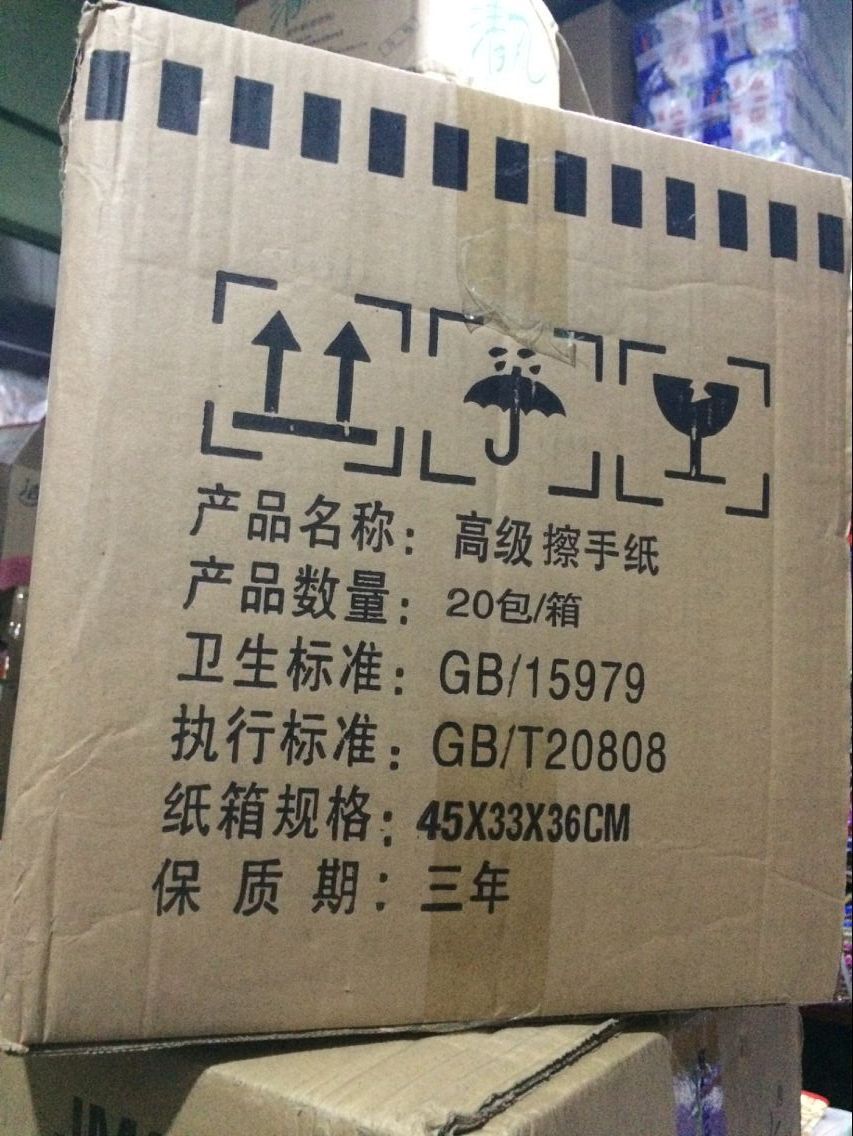 产品名称：高级擦手纸
产品数量：20包/箱
卫生标准：GB/15979
执行标准：GB/T20808
纸箱规格：45X33X36CM
保质期：三年